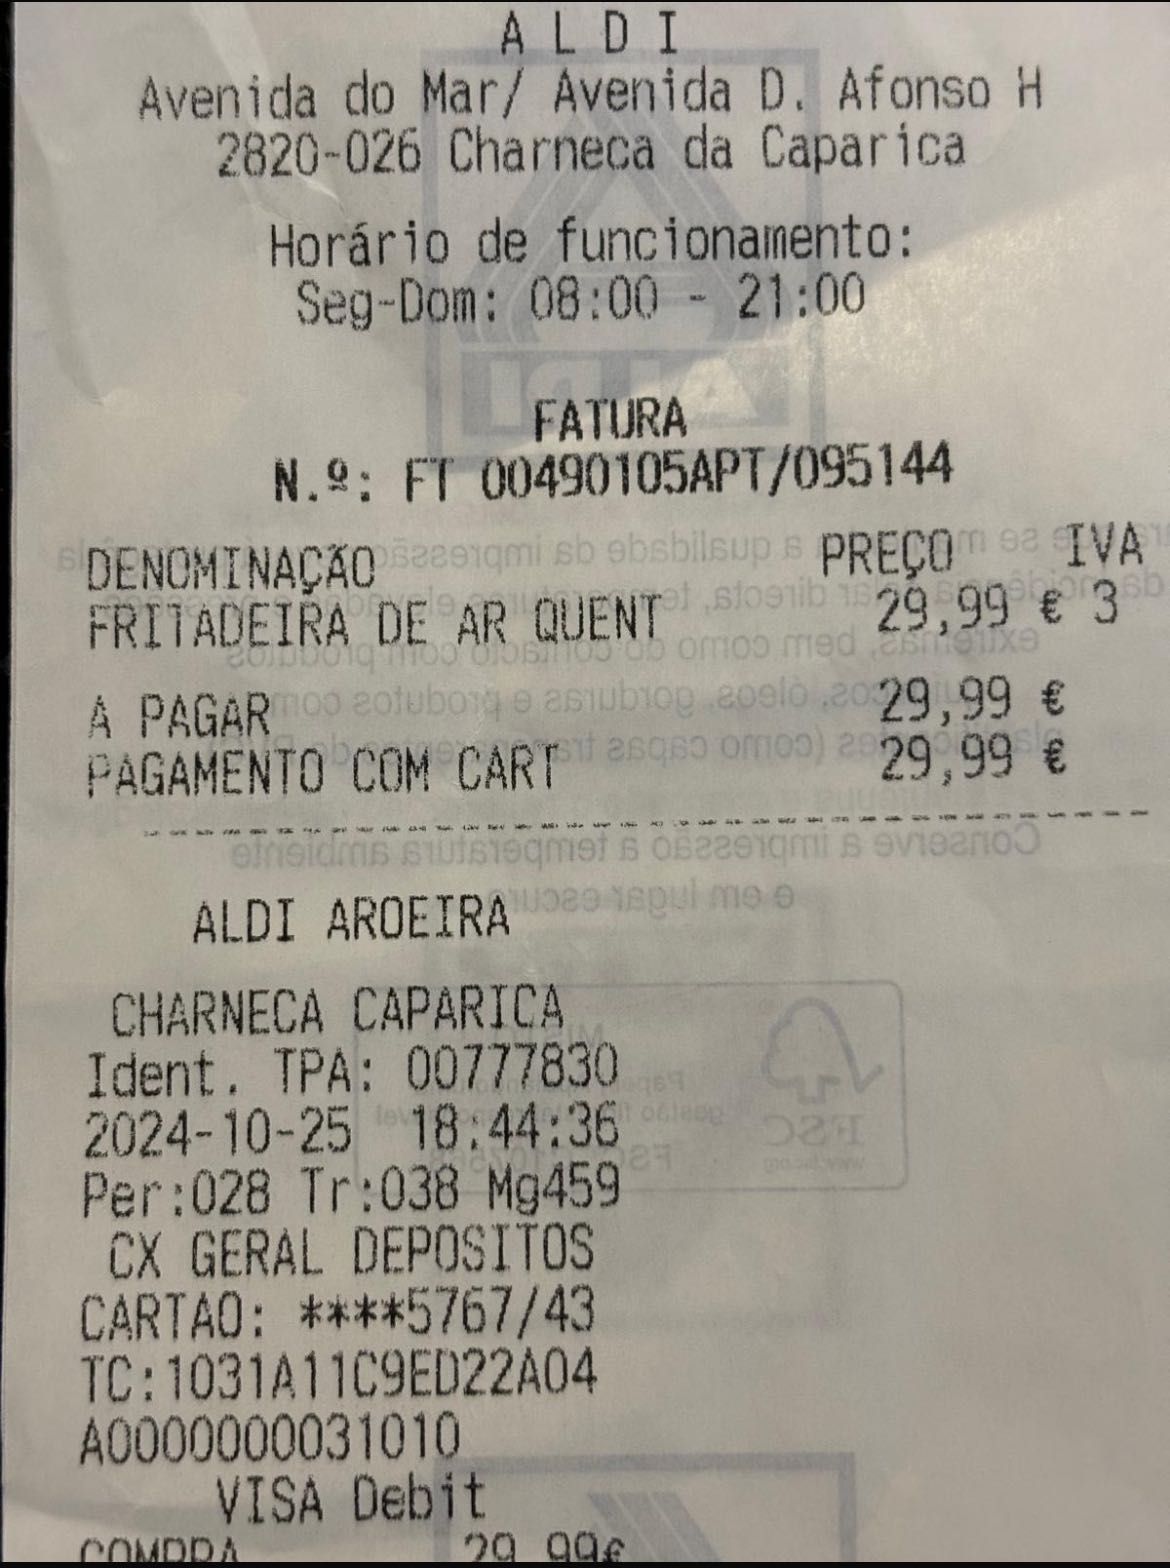 A L D I
Avenida do Mar/ Avenida D. Afonso H
2820-026 Charneca da Caparica
Horário de funcionamento:
Seg-Dom: 08:00 - 21:00
FATURA
N.º: FT 00490105APT/095144
DENOMINAÇÃO PREÇO IVA
FRITADEIRA DE AR QUENT 29,99 € 3
A PAGAR 29,99 €
PAGAMENTO COM CART 29,99 €
ALDI AROEIRA
CHARNECA CAPARICA
Ident. TPA: 00777830
2024-10-25 18:44:36
Per:028 Tr:038 Mg459
CX GERAL DEPOSITOS
CARTAO: ****5767/43
TC:1031A11C9ED22A04
A0000000031010
VISA Debit
COMPRA 29,99€